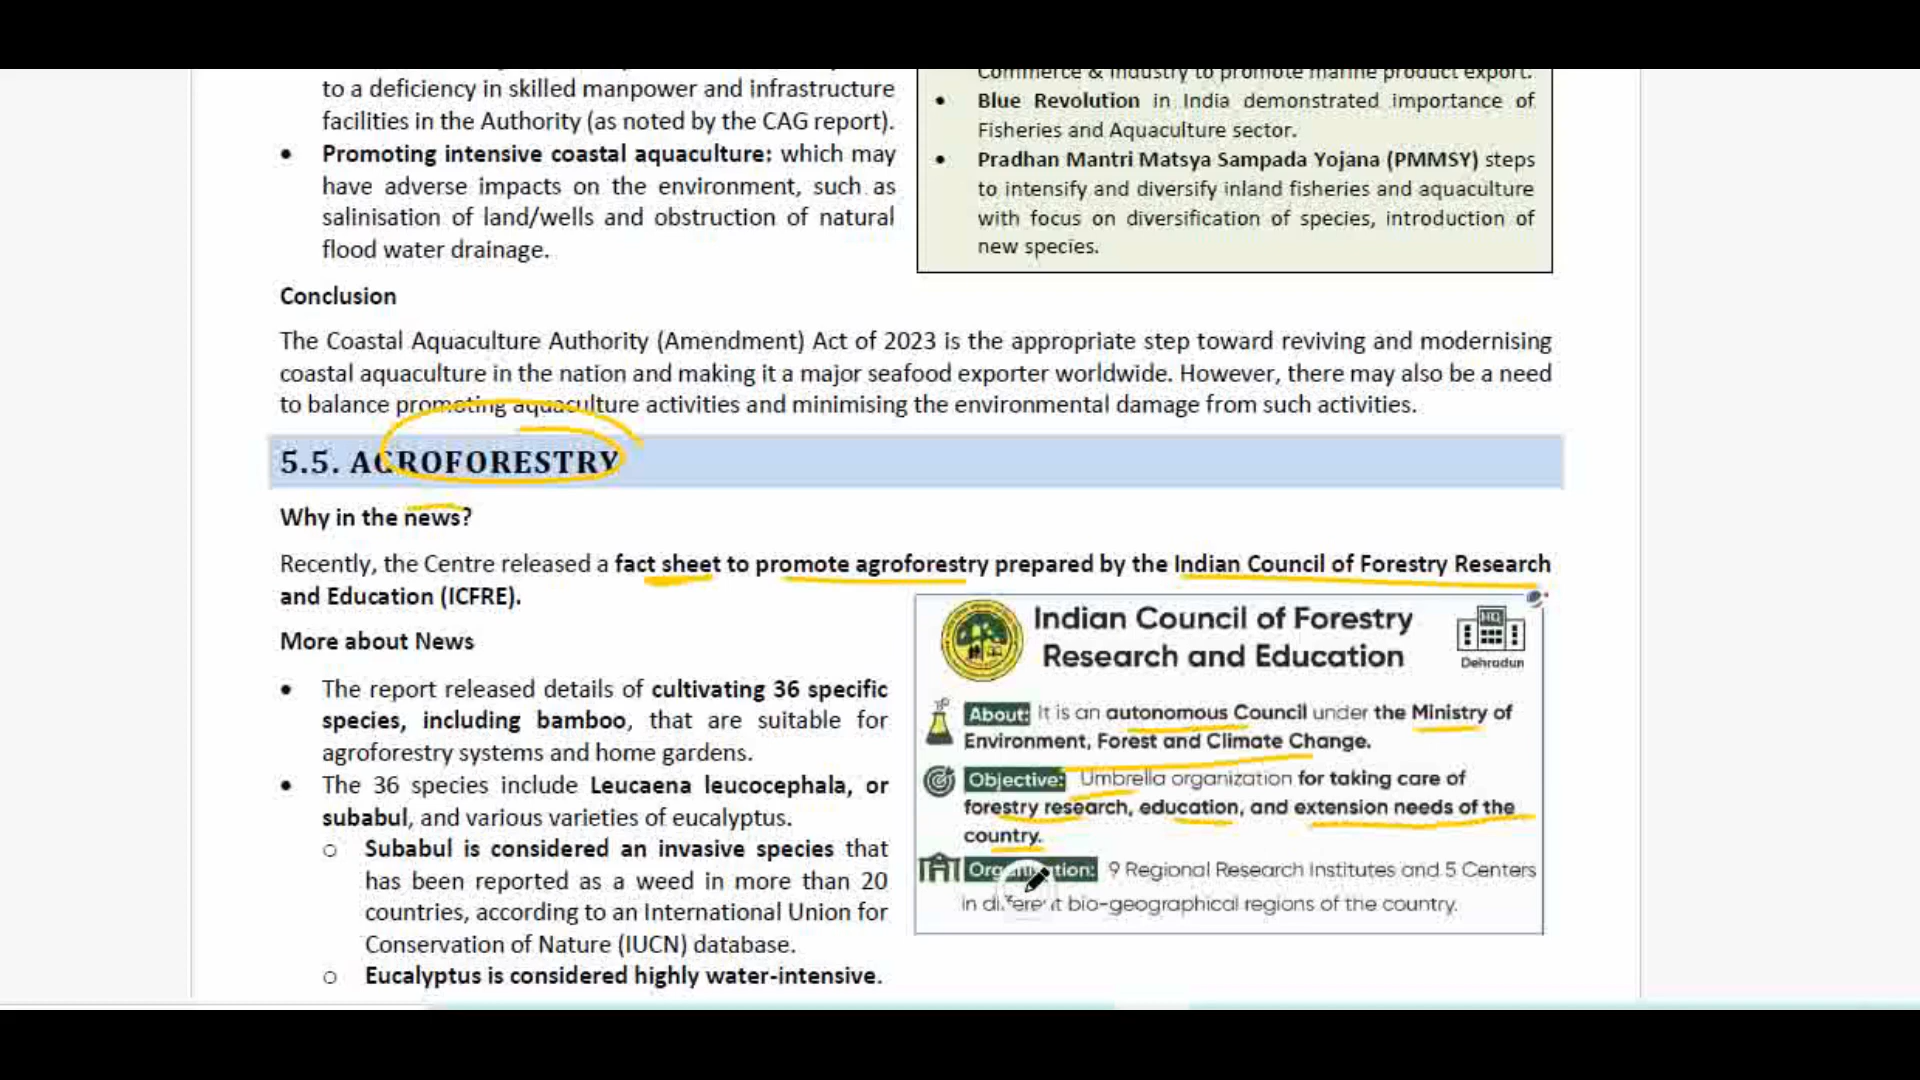 to a deficiency in skilled manpower and infrastructure
facilities in the Authority (as noted by the CAG report).
• Promoting intensive coastal aquaculture: which may
have adverse impacts on the environment, such as
salinisation of land/wells and obstruction of natural
flood water drainage.
Commerce & Industry to promote marine product export.
• Blue Revolution in India demonstrated importance of
Fisheries and Aquaculture sector.
• Pradhan Mantri Matsya Sampada Yojana (PMMSY) steps
to intensify and diversify inland fisheries and aquaculture
with focus on diversification of species, introduction of
new species.
Conclusion
The Coastal Aquaculture Authority (Amendment) Act of 2023 is the appropriate step toward reviving and modernising
coastal aquaculture in the nation and making it a major seafood exporter worldwide. However, there may also be a need
to balance promoting aquaculture activities and minimising the environmental damage from such activities.
5.5. AGROFORESTRY
Why in the news?
Recently, the Centre released a fact sheet to promote agroforestry prepared by the Indian Council of Forestry Research
and Education (ICFRE).
More about News
• The report released details of cultivating 36 specific
species, including bamboo, that are suitable for
agroforestry systems and home gardens.
• The 36 species include Leucaena leucocephala, or
subabul, and various varieties of eucalyptus.
o Subabul is considered an invasive species that
has been reported as a weed in more than 20
countries, according to an International Union for
Conservation of Nature (IUCN) database.
o Eucalyptus is considered highly water-intensive.
Indian Council of Forestry
Research and Education
HQ
Dehradun
About: It is an autonomous Council under the Ministry of
Environment, Forest and Climate Change.
Objective: Umbrella organization for taking care of
forestry research, education, and extension needs of the
country.
Organisation: 9 Regional Research Institutes and 5 Centers
in different bio-geographical regions of the country.